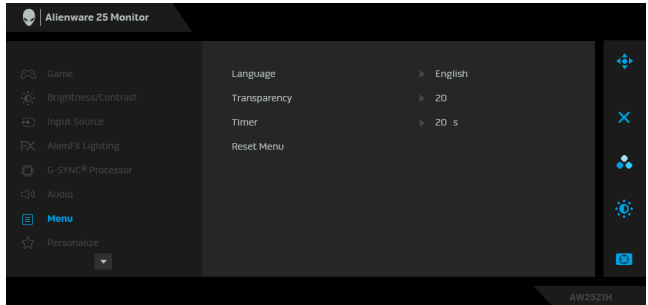 Alienware 25 Monitor
Game
Brightness/Contrast
Input Source
AlienFX Lighting
G-SYNC® Processor
Audio
Menu
Personalize
Language English
Transparency 20
Timer 20 s
Reset Menu
AW2521H